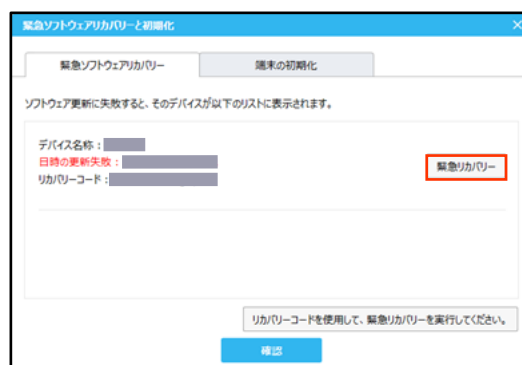 緊急ソフトウェアリカバリーと初期化
緊急ソフトウェアリカバリー
端末の初期化
ソフトウェア更新に失敗すると、そのデバイスが以下のリストに表示されます。
デバイス名称：
日時の更新失敗：
リカバリーコード：
緊急リカバリー
リカバリーコードを使用して、緊急リカバリーを実行してください。
確認